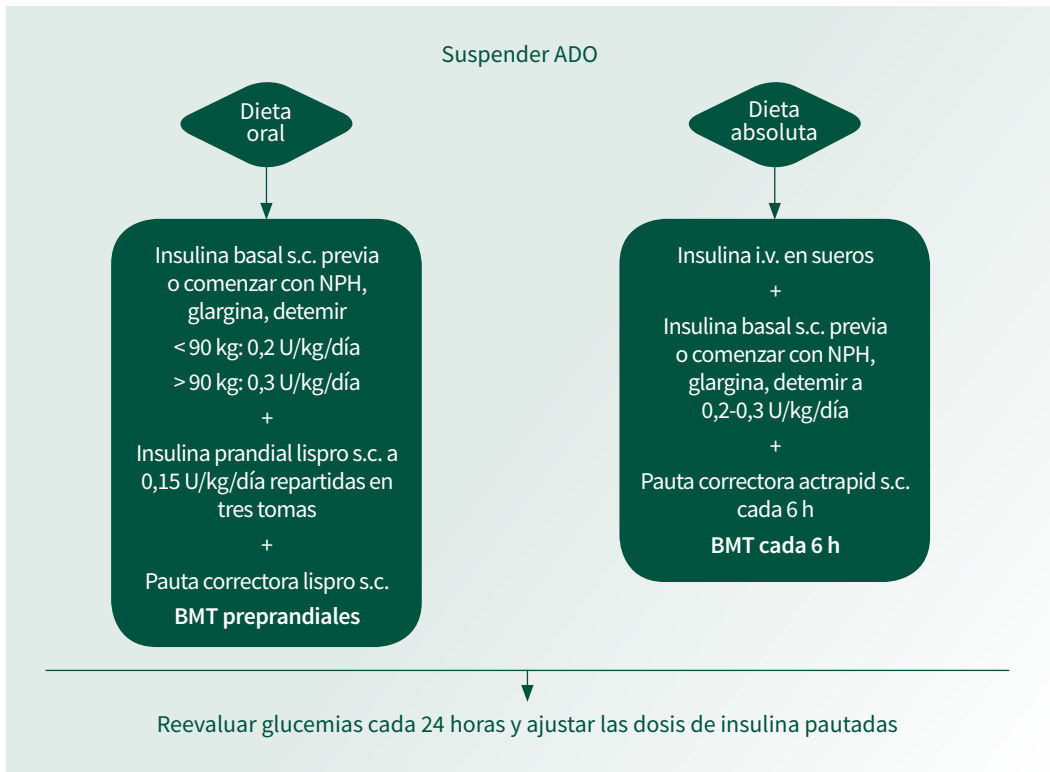 Suspender ADO
Dieta
oral
Insulina basal s.c. previa
o comenzar con NPH,
glargina, detemir
< 90 kg: 0,2 U/kg/día
> 90 kg: 0,3 U/kg/día
+
Insulina prandial lispro s.c. a
0,15 U/kg/día repartidas en
tres tomas
+
Pauta correctora lispro s.c.
BMT preprandiales
Dieta
absoluta
Insulina i.v. en sueros
+
Insulina basal s.c. previa
o comenzar con NPH,
glargina, detemir a
0,2-0,3 U/kg/día
+
Pauta correctora actrapid s.c.
cada 6 h
BMT cada 6 h
Reevaluar glucemias cada 24 horas y ajustar las dosis de insulina pautadas